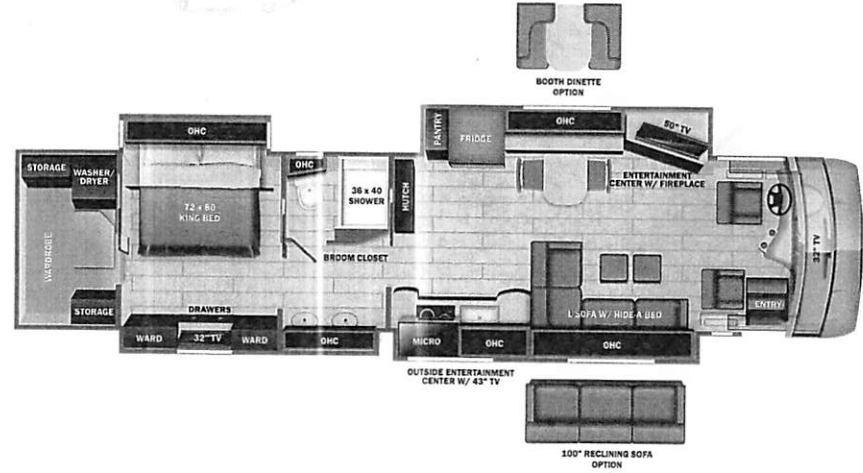 BOOTH DINETTE
OPTION
PANTRY
FRIDGE
OHC
50" TV
OHC
STORAGE
WASHER/
DRYER
OHC
36 x 40
SHOWER
HUTCH
ENTERTAINMENT
CENTER W/ FIREPLACE
72 x 80
KING BED
WARDROBE
BROOM CLOSET
32" TV
STORAGE
DRAWERS
L SOFA W/ HIDE-A-BED
ENTRY
WARD
32" TV
WARD
OHC
MICRO
OHC
OHC
OUTSIDE ENTERTAINMENT
CENTER W/ 43" TV
100" RECLINING SOFA
OPTION